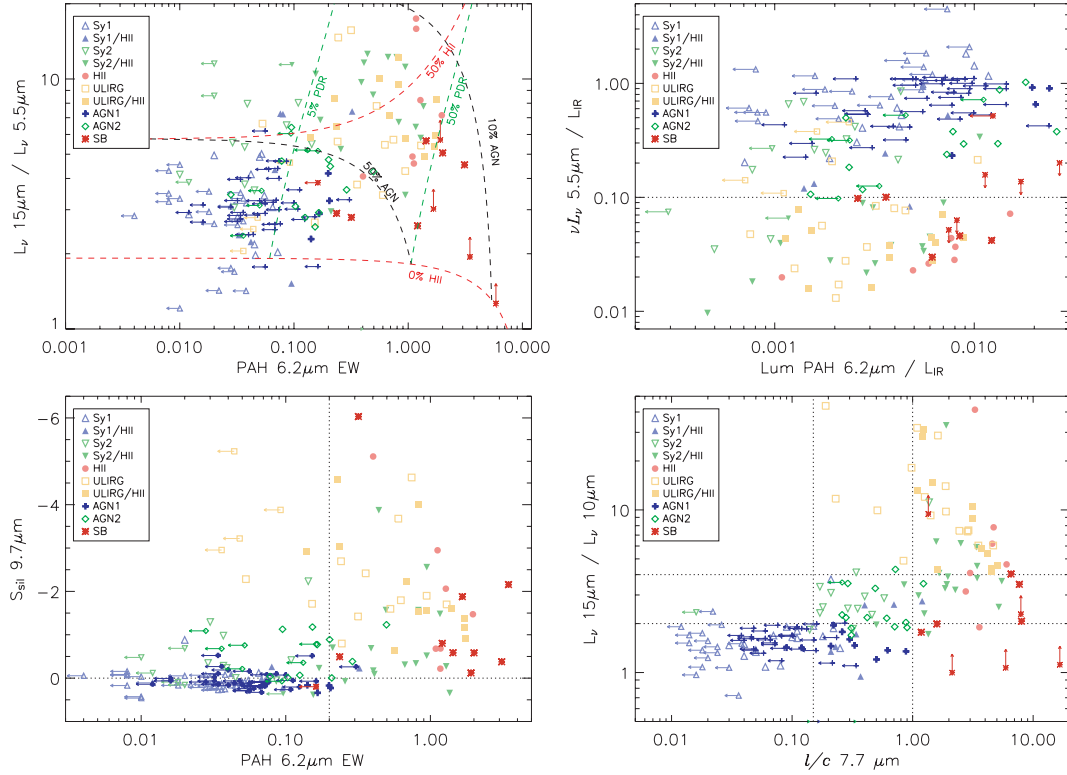 Sy1
Sy1/HII
Sy2
Sy2/HII
HII
ULIRG
ULIRG/HII
AGN1
AGN2
SB
50% HII
5% PDR
50% PDR
10% AGN
50% AGN
0% HII
10
1
0.001 0.010 0.100 1.000 10.000
PAH 6.2μm EW
Lν 15μm / Lν 5.5μm
Sy1
Sy1/HII
Sy2
Sy2/HII
HII
ULIRG
ULIRG/HII
AGN1
AGN2
SB
1.00
0.10
0.01
0.001 0.010
Lum PAH 6.2μm / LIR
νLν 5.5μm / LIR
Sy1
Sy1/HII
Sy2
Sy2/HII
HII
ULIRG
ULIRG/HII
AGN1
AGN2
SB
−6
−4
−2
0
0.01 0.10 1.00
PAH 6.2μm EW
Ssil 9.7μm
Sy1
Sy1/HII
Sy2
Sy2/HII
HII
ULIRG
ULIRG/HII
AGN1
AGN2
SB
10
1
0.01 0.10 1.00 10.00
l/c 7.7 μm
Lν 15μm / Lν 10μm